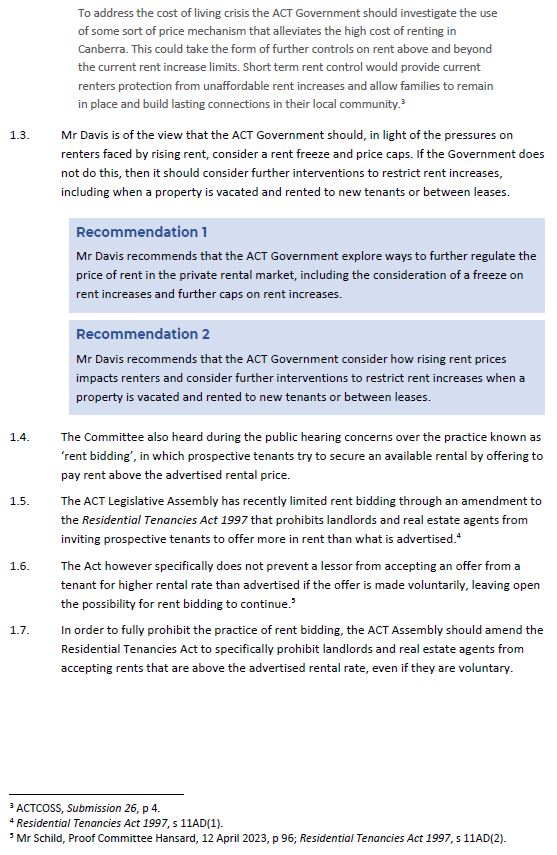 To address the cost of living crisis the ACT Government should investigate the use
of some sort of price mechanism that alleviates the high cost of renting in
Canberra. This could take the form of further controls on rent above and beyond
the current rent increase limits. Short term rent control would provide current
renters protection from unaffordable rent increases and allow families to remain
in place and build lasting connections in their local community.³
1.3. Mr Davis is of the view that the ACT Government should, in light of the pressures on
renters faced by rising rent, consider a rent freeze and price caps. If the Government does
not do this, then it should consider further interventions to restrict rent increases,
including when a property is vacated and rented to new tenants or between leases.
Recommendation 1
Mr Davis recommends that the ACT Government explore ways to further regulate the
price of rent in the private rental market, including the consideration of a freeze on
rent increases and further caps on rent increases.
Recommendation 2
Mr Davis recommends that the ACT Government consider how rising rent prices
impacts renters and consider further interventions to restrict rent increases when a
property is vacated and rented to new tenants or between leases.
1.4. The Committee also heard during the public hearing concerns over the practice known as
‘rent bidding’, in which prospective tenants try to secure an available rental by offering to
pay rent above the advertised rental price.
1.5. The ACT Legislative Assembly has recently limited rent bidding through an amendment to
the Residential Tenancies Act 1997 that prohibits landlords and real estate agents from
inviting prospective tenants to offer more in rent than what is advertised.⁴
1.6. The Act however specifically does not prevent a lessor from accepting an offer from a
tenant for higher rental rate than advertised if the offer is made voluntarily, leaving open
the possibility for rent bidding to continue.⁵
1.7. In order to fully prohibit the practice of rent bidding, the ACT Assembly should amend the
Residential Tenancies Act to specifically prohibit landlords and real estate agents from
accepting rents that are above the advertised rental rate, even if they are voluntary.
³ ACTCOSS, Submission 26, p 4.
⁴ Residential Tenancies Act 1997, s 11AD(1).
⁵ Mr Schild, Proof Committee Hansard, 12 April 2023, p 96; Residential Tenancies Act 1997, s 11AD(2).